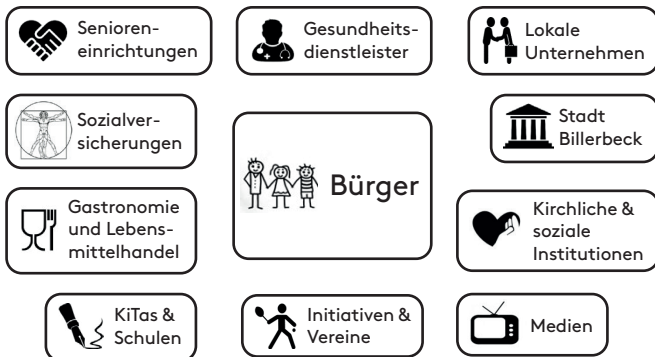 Senioren-
einrichtungen
Gesundheits-
dienstleister
Lokale
Unternehmen
Sozialver-
sicherungen
Bürger
Stadt
Billerbeck
Gastronomie
und Lebens-
mittelhandel
Kirchliche &
soziale
Institutionen
KiTas &
Schulen
Initiativen &
Vereine
Medien